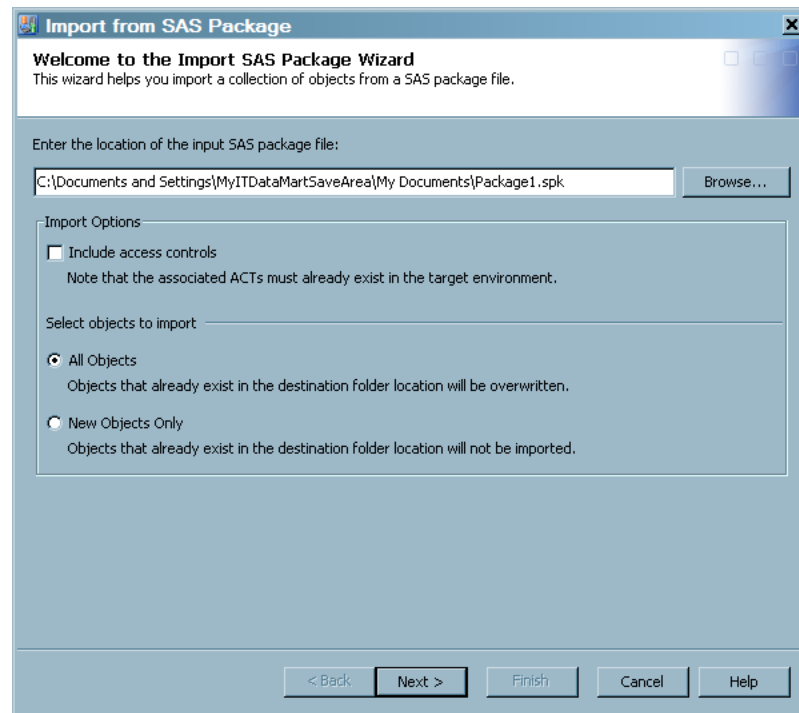 Import from SAS Package
Welcome to the Import SAS Package Wizard
This wizard helps you import a collection of objects from a SAS package file.
Enter the location of the input SAS package file:
C:\Documents and Settings\MyITDataMartSaveArea\My Documents\Package1.spk
Browse...
Import Options
Include access controls
Note that the associated ACTs must already exist in the target environment.
Select objects to import
All Objects
Objects that already exist in the destination folder location will be overwritten.
New Objects Only
Objects that already exist in the destination folder location will not be imported.
< Back Next > Finish Cancel Help